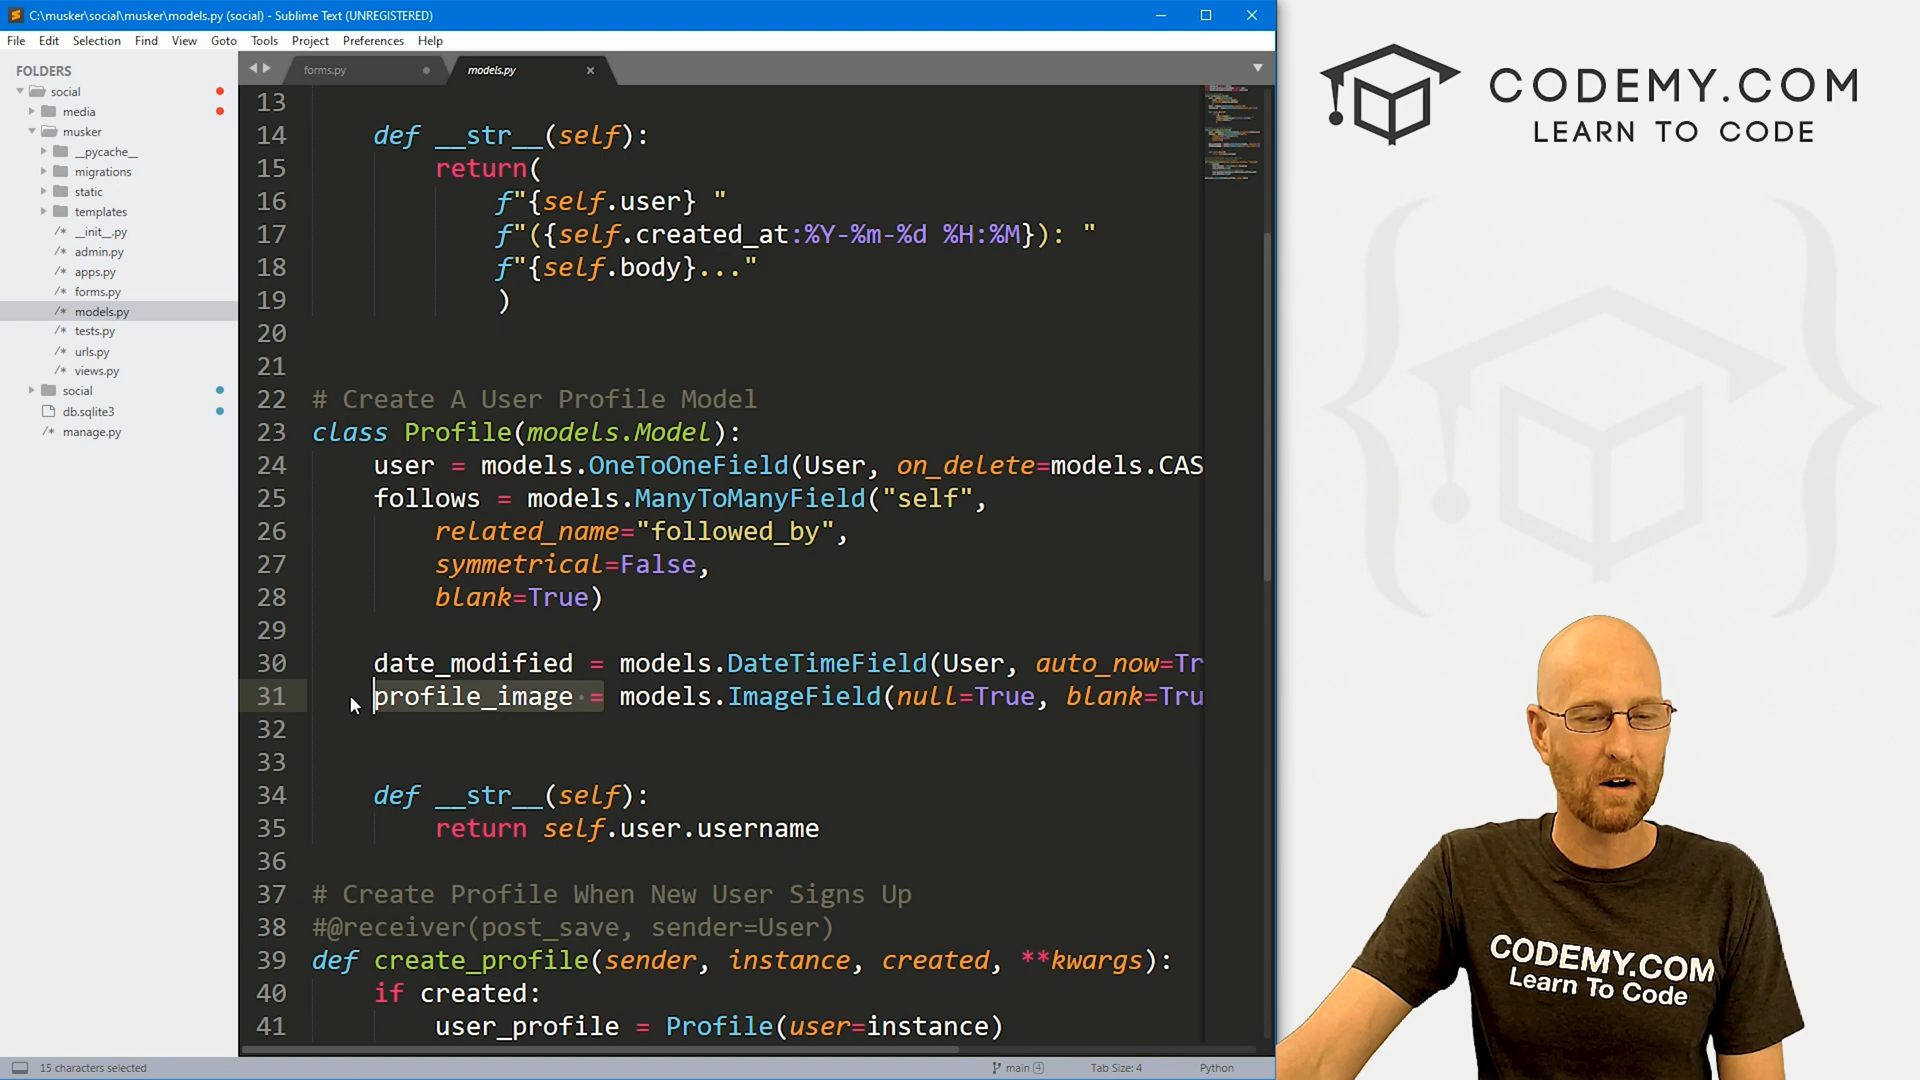 C:\musker\social\musker\models.py (social) - Sublime Text (UNREGISTERED)
File Edit Selection Find View Goto Tools Project Preferences Help
FOLDERS
social
media
musker
__pycache__
migrations
static
templates
/* __init__.py
/* admin.py
/* apps.py
/* forms.py
/* models.py
/* tests.py
/* urls.py
/* views.py
social
db.sqlite3
/* manage.py
forms.py
models.py
13
14 def __str__(self):
15 return(
16 f"{self.user} "
17 f"({self.created_at:%Y-%m-%d %H:%M}): "
18 f"{self.body}..."
19 )
20
21
22 # Create A User Profile Model
23 class Profile(models.Model):
24 user = models.OneToOneField(User, on_delete=models.CAS
25 follows = models.ManyToManyField("self",
26 related_name="followed_by",
27 symmetrical=False,
28 blank=True)
29
30 date_modified = models.DateTimeField(User, auto_now=Tr
31 profile_image = models.ImageField(null=True, blank=Tru
32
33
34 def __str__(self):
35 return self.user.username
36
37 # Create Profile When New User Signs Up
38 #@receiver(post_save, sender=User)
39 def create_profile(sender, instance, created, **kwargs):
40 if created:
41 user_profile = Profile(user=instance)
15 characters selected
main 4
Tab Size: 4
Python
CODEMY.COM
LEARN TO CODE
CODEMY.COM
Learn To Code